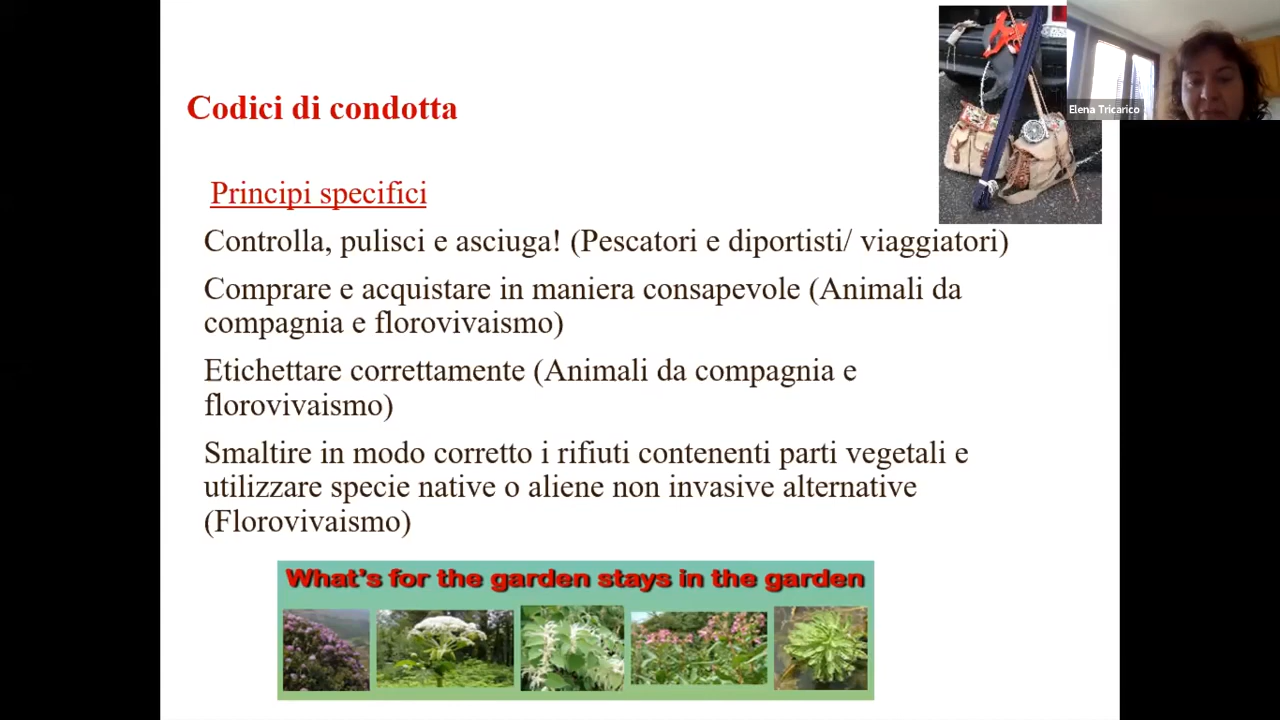 Elena Tricarico
Codici di condotta
Principi specifici
Controlla, pulisci e asciuga! (Pescatori e diportisti/ viaggiatori)
Comprare e acquistare in maniera consapevole (Animali da
compagnia e florovivaismo)
Etichettare correttamente (Animali da compagnia e
florovivaismo)
Smaltire in modo corretto i rifiuti contenenti parti vegetali e
utilizzare specie native o aliene non invasive alternative
(Florovivaismo)
What's for the garden stays in the garden